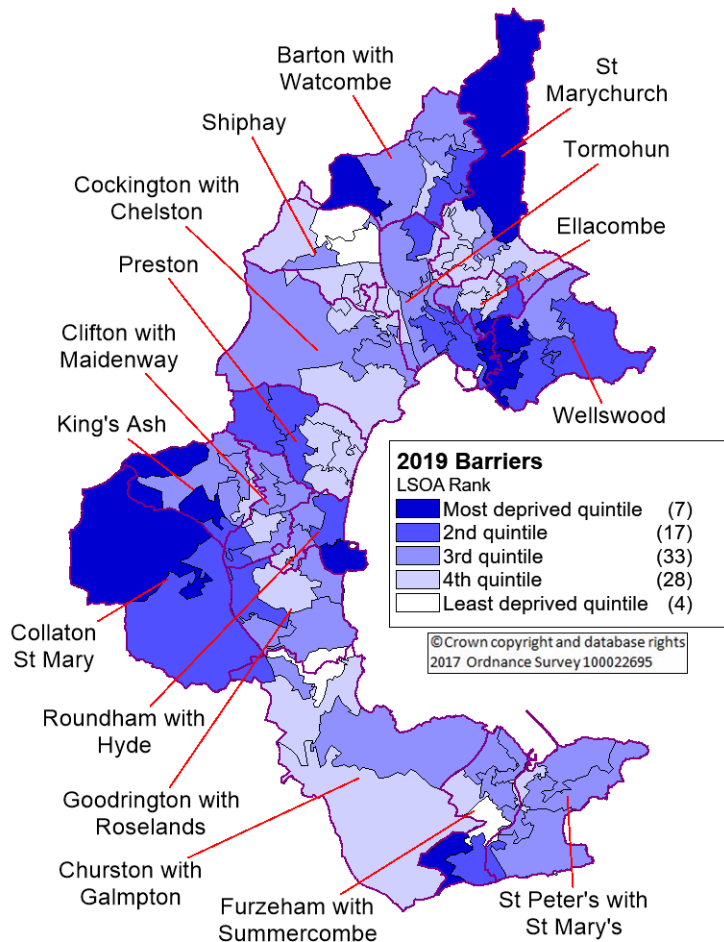 Barton with
Watcombe
St
Marychurch
Shiphay
Tormohun
Cockington with
Chelston
Ellacombe
Preston
Clifton with
Maidenway
King's Ash
Wellswood
2019 Barriers
LSOA Rank
Most deprived quintile (7)
2nd quintile (17)
3rd quintile (33)
4th quintile (28)
Least deprived quintile (4)
©Crown copyright and database rights
2017 Ordnance Survey 100022695
Collaton
St Mary
Roundham with
Hyde
Goodrington with
Roselands
Churston with
Galmpton
Furzeham with
Summercombe
St Peter's with
St Mary's